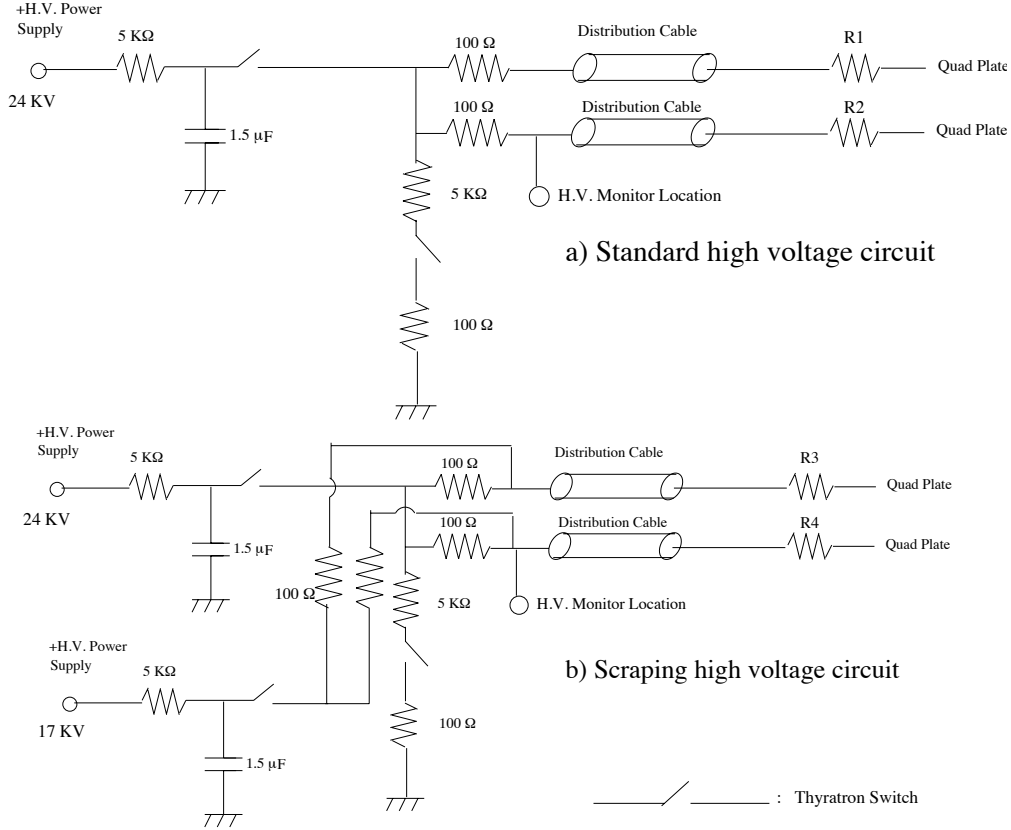 +H.V. Power
Supply
5 KΩ
24 KV
1.5 µF
100 Ω
Distribution Cable
R1
Quad Plate
100 Ω
Distribution Cable
R2
Quad Plate
5 KΩ
H.V. Monitor Location
a) Standard high voltage circuit
100 Ω
+H.V. Power
Supply
5 KΩ
24 KV
1.5 µF
100 Ω
Distribution Cable
R3
Quad Plate
100 Ω
Distribution Cable
R4
Quad Plate
100 Ω
5 KΩ
H.V. Monitor Location
+H.V. Power
Supply
5 KΩ
17 KV
b) Scraping high voltage circuit
100 Ω
1.5 µF
: Thyratron Switch